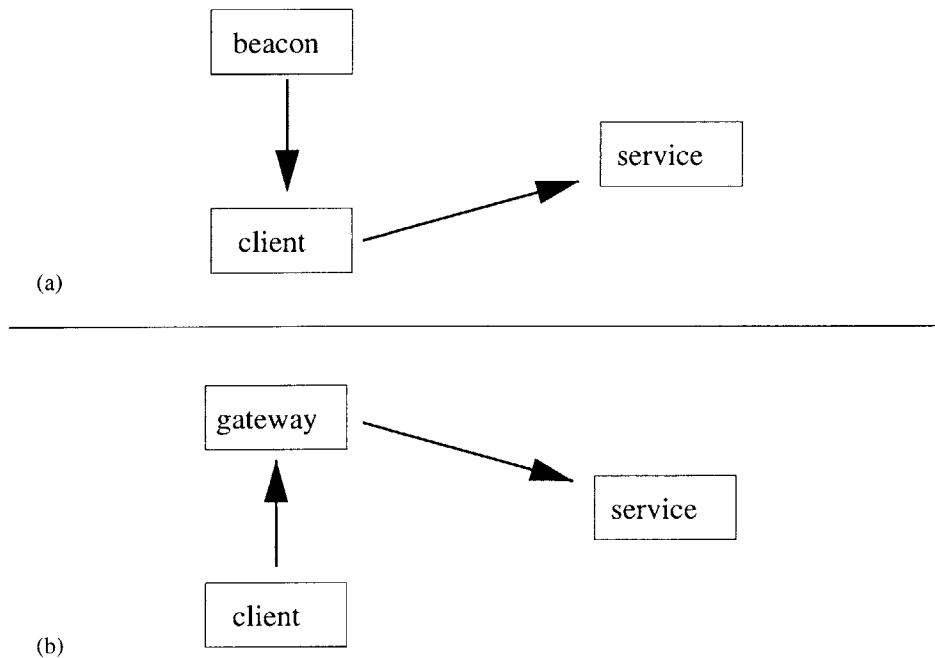 beacon
service
client
(a)
gateway
service
client
(b)